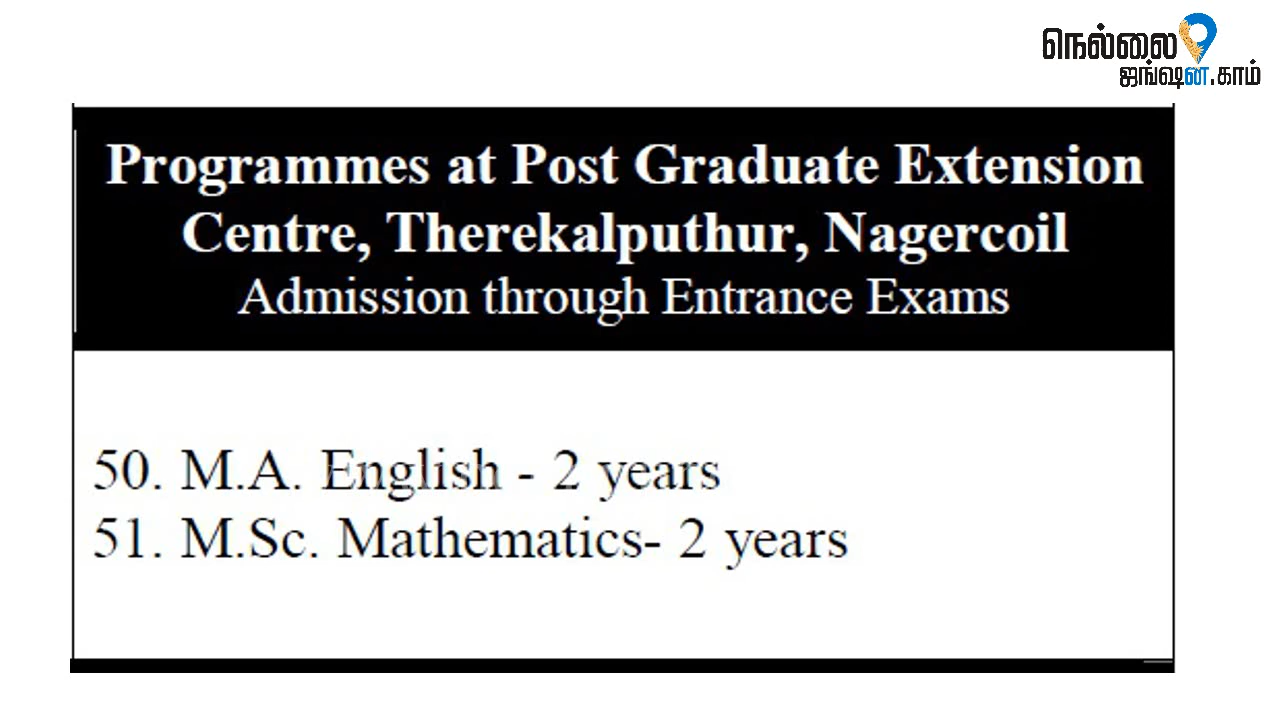 நெல்லை
ஜங்ஷன்.காம்
Programmes at Post Graduate Extension
Centre, Therekalputhur, Nagercoil
Admission through Entrance Exams
50. M.A. English - 2 years
51. M.Sc. Mathematics- 2 years